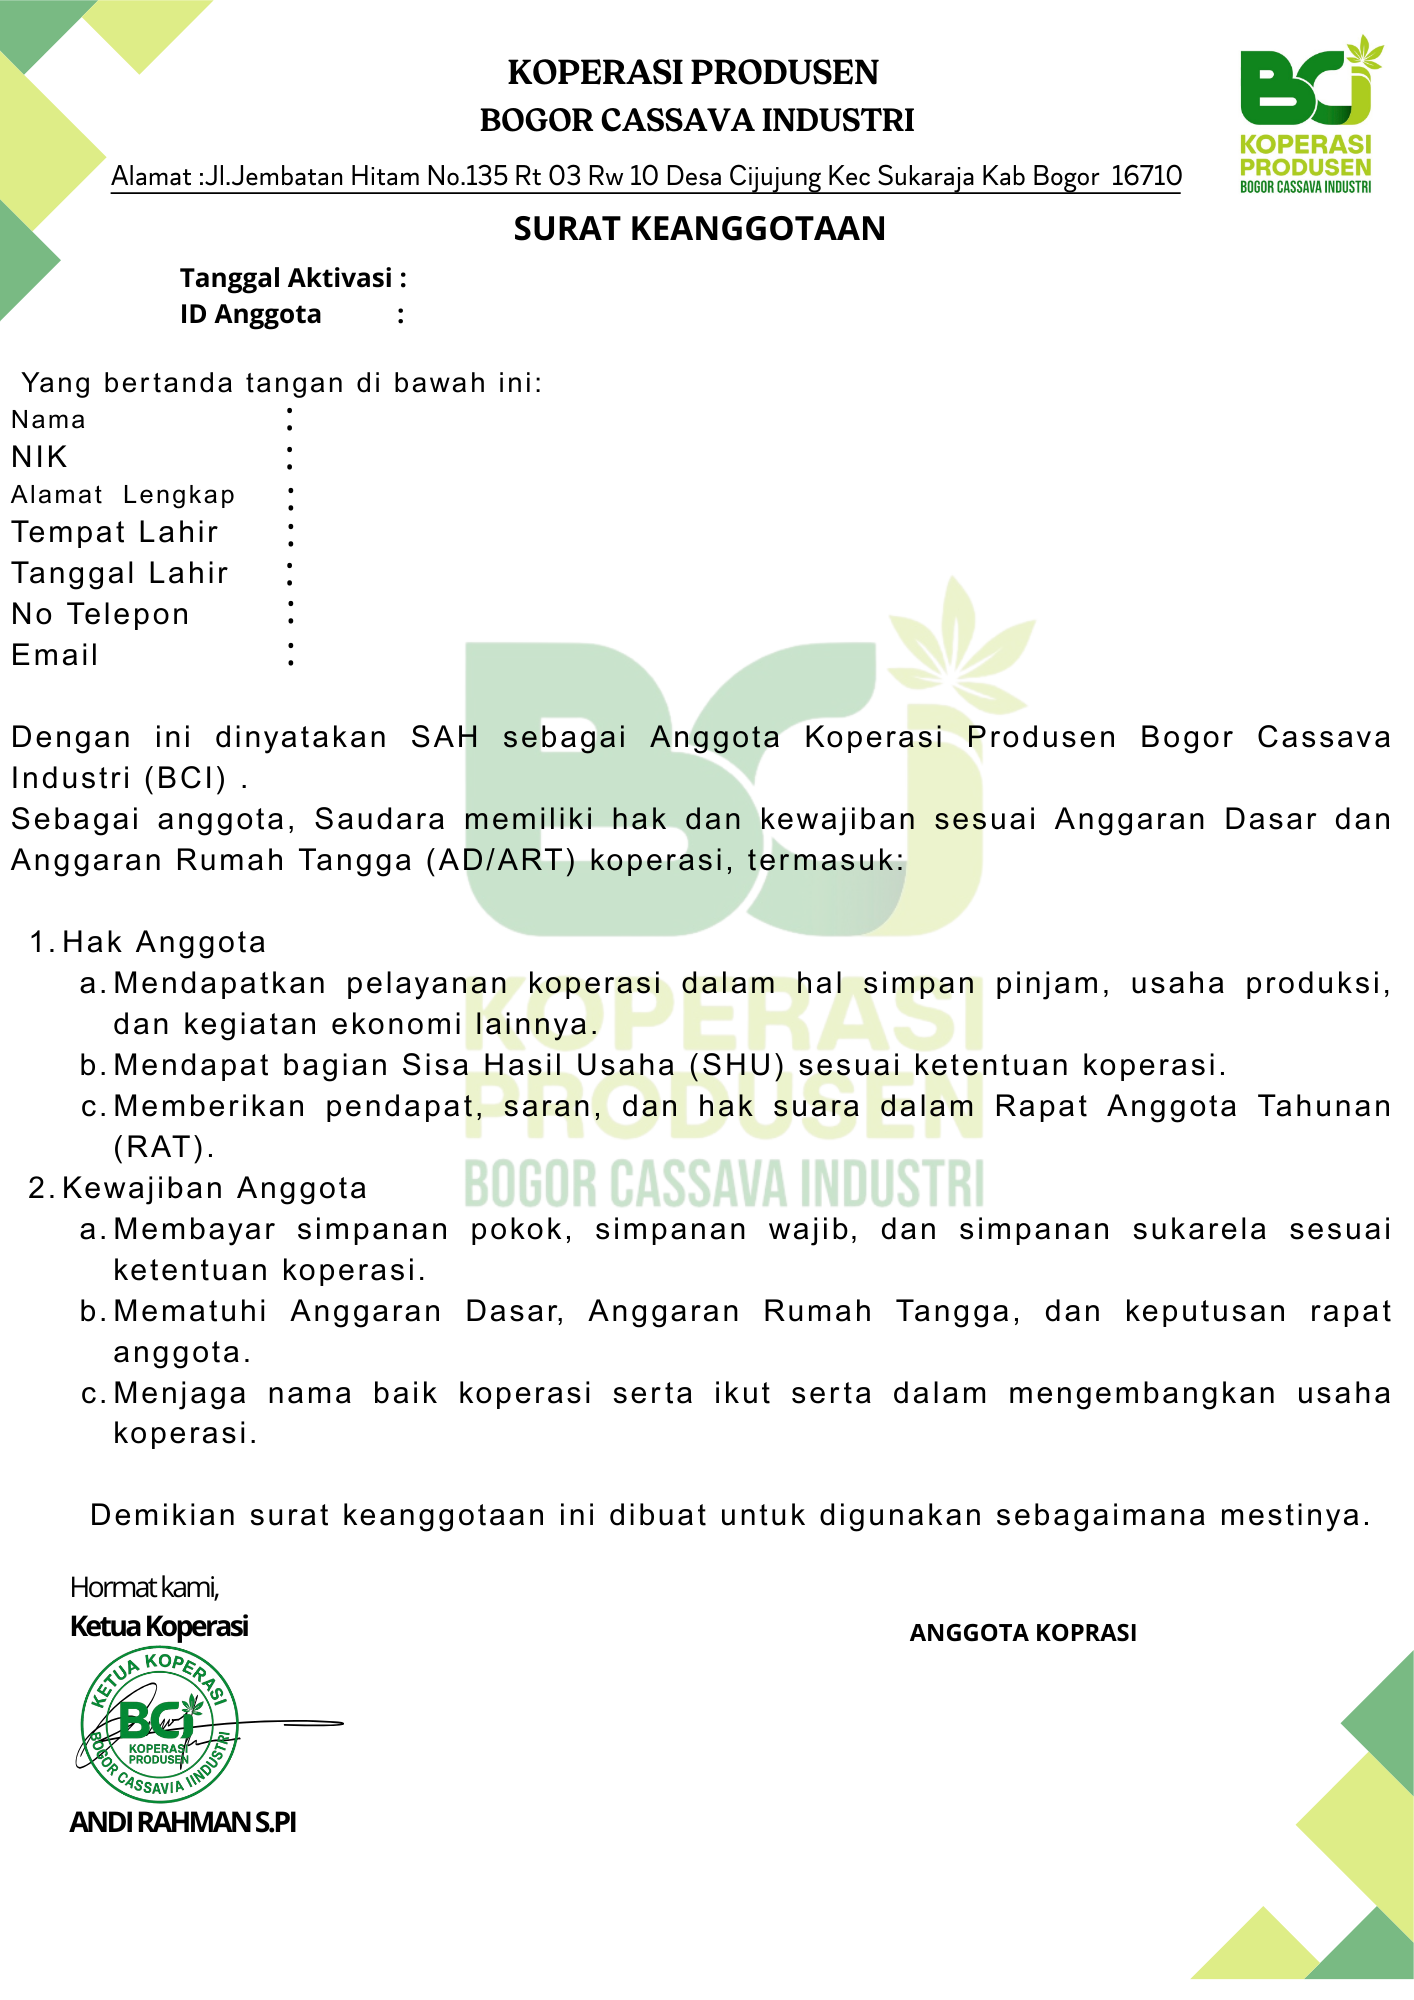 KOPERASI PRODUSEN
BOGOR CASSAVA INDUSTRI
Alamat :Jl.Jembatan Hitam No.135 Rt 03 Rw 10 Desa Cijujung Kec Sukaraja Kab Bogor 16710
BCI
KOPERASI
PRODUSEN
BOGOR CASSAVA INDUSTRI
SURAT KEANGGOTAAN
Tanggal Aktivasi :
ID Anggota :
Yang bertanda tangan di bawah ini:
Nama :
NIK :
Alamat Lengkap :
Tempat Lahir :
Tanggal Lahir :
No Telepon :
Email :
Dengan ini dinyatakan SAH sebagai Anggota Koperasi Produsen Bogor Cassava
Industri (BCI) .
Sebagai anggota, Saudara memiliki hak dan kewajiban sesuai Anggaran Dasar dan
Anggaran Rumah Tangga (AD/ART) koperasi, termasuk:
1. Hak Anggota
a. Mendapatkan pelayanan koperasi dalam hal simpan pinjam, usaha produksi,
dan kegiatan ekonomi lainnya.
b. Mendapat bagian Sisa Hasil Usaha (SHU) sesuai ketentuan koperasi.
c. Memberikan pendapat, saran, dan hak suara dalam Rapat Anggota Tahunan
(RAT).
2. Kewajiban Anggota
a. Membayar simpanan pokok, simpanan wajib, dan simpanan sukarela sesuai
ketentuan koperasi.
b. Mematuhi Anggaran Dasar, Anggaran Rumah Tangga, dan keputusan rapat
anggota.
c. Menjaga nama baik koperasi serta ikut serta dalam mengembangkan usaha
koperasi.
BCI
KOPERASI
PRODUSEN
BOGOR CASSAVA INDUSTRI
Demikian surat keanggotaan ini dibuat untuk digunakan sebagaimana mestinya.
Hormat kami,
Ketua Koperasi
KETUA KOPERASI
BCI
KOPERASI
PRODUSEN
BOGOR CASSAVIA IINDUSTRI
ANDI RAHMAN S.PI
ANGGOTA KOPRASI